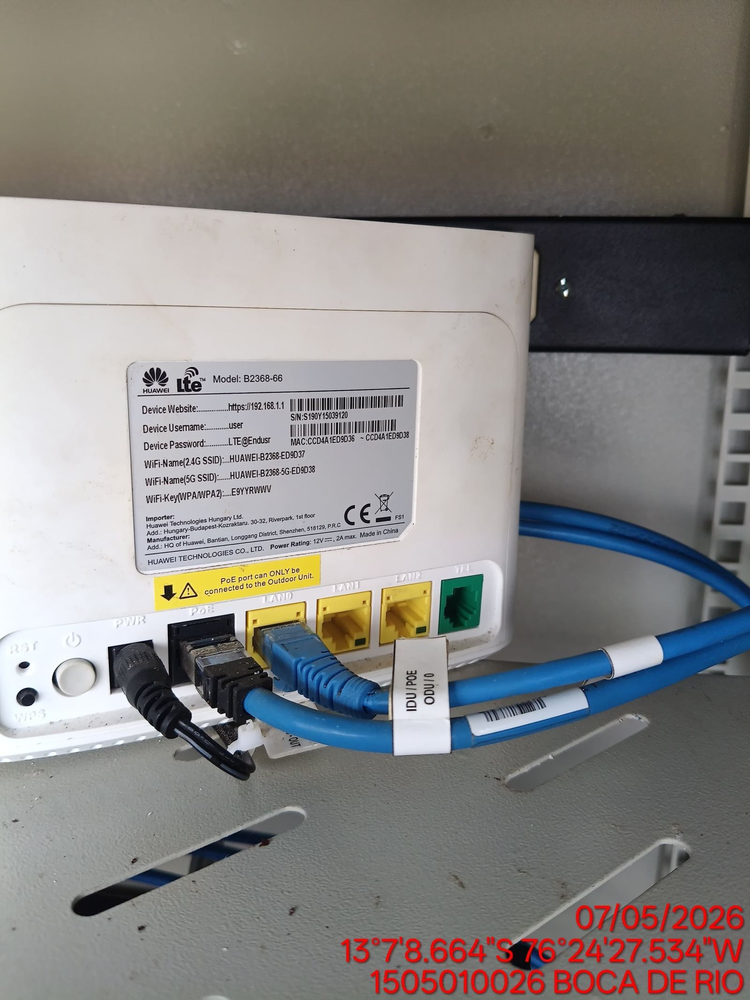 HUAWEI
Lte™
Model: B2368-66
Device Website:................https://192.168.1.1
S/N:S190Y15039120
Device Username:............user
Device Password:............LTE@Endusr
MAC:CCD4A1ED9D36 ~ CCD4A1ED9D38
WiFi-Name(2.4G SSID):...HUAWEI-B2368-ED9D37
WiFi-Name(5G SSID):......HUAWEI-B2368-5G-ED9D38
WiFi-Key(WPA/WPA2):....E9YYRWWV
Importer:
Huawei Technologies Hungary Ltd.
Add.: Hungary-Budapest-Kozraktaru. 30-32, Riverpark, 1st floor
Manufacturer:
Add.: HQ of Huawei, Bantian, Longgang District, Shenzhen, 518129, P.R.C
CE
FS1
HUAWEI TECHNOLOGIES CO., LTD. Power Rating: 12V⎓, 2A max. Made in China
PoE port can ONLY be
connected to the Outdoor Unit.
RST
PWR
PoE
LAN0
LAN1
LAN2
TEL
WPS
IDU / POE
ODU / 0
07/05/2026
13°7'8.664"S 76°24'27.534"W
1505010026 BOCA DE RIO